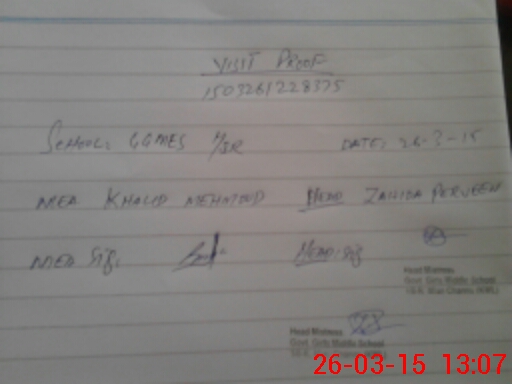 VISIT PROOF
1503261228375
SCHOOL: GGMES DATE: 26-3-15
MEA KHALID MEHMOOD HEAD ZAHIDA PERVEEN
MEA Sig, HEAD: Sig
Head Mistress
Govt. Girls Middle School
Head Mistress
Govt. Girls Middle School
26-03-15 13:07